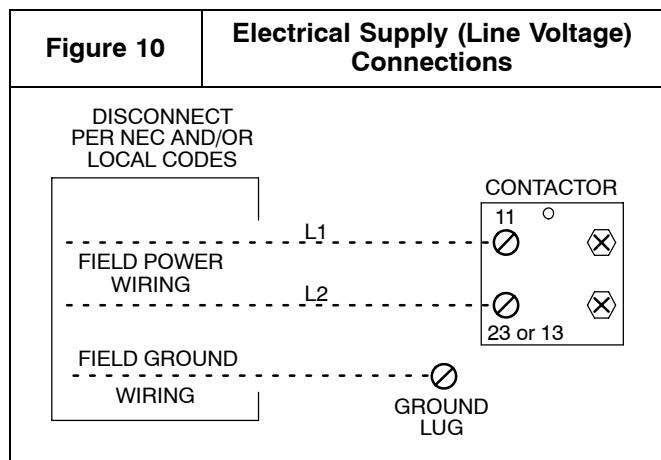 Figure 10
Electrical Supply (Line Voltage)
Connections
DISCONNECT
PER NEC AND/OR
LOCAL CODES
CONTACTOR
11
L1
FIELD POWER
WIRING
L2
23 or 13
FIELD GROUND
WIRING
GROUND
LUG